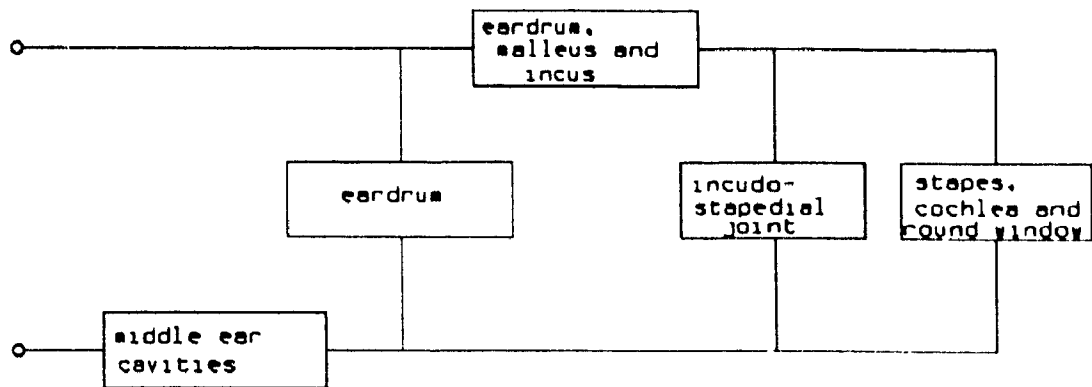 eardrum,
malleus and
incus
eardrum
incudo-
stapedial
joint
stapes,
cochlea and
round window
middle ear
cavities